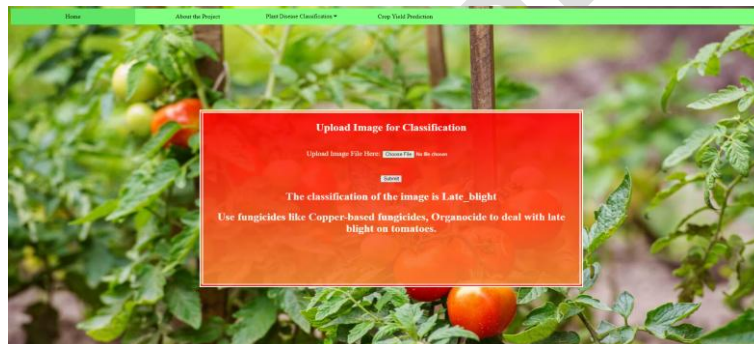 Home About the Project Plant Disease Classification Crop Yield Prediction
Upload Image for Classification
Upload Image File Here: Choose File No file chosen
Submit
The classification of the image is Late_blight
Use fungicides like Copper-based fungicides, Organocide to deal with late
blight on tomatoes.